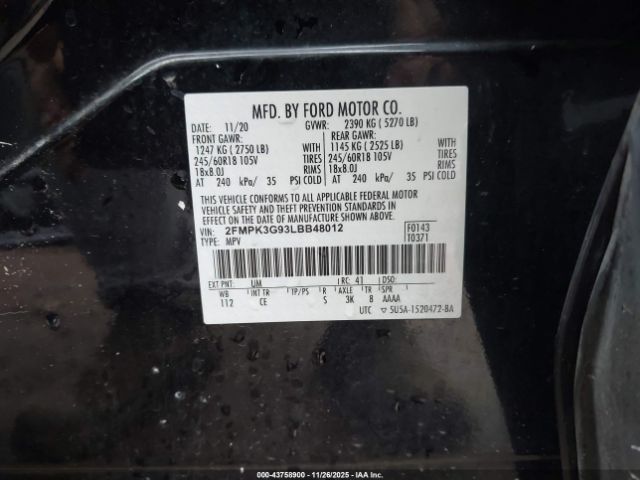 MFD. BY FORD MOTOR CO.
DATE: 11/20 GVWR: 2390 KG ( 5270 LB)
FRONT GAWR: REAR GAWR:
1247 KG ( 2750 LB) WITH 1145 KG ( 2525 LB) WITH
245/60R18 105V TIRES 245/60R18 105V TIRES
18x8.0J RIMS 18x8.0J RIMS
AT 240 kPa/ 35 PSI COLD AT 240 kPa/ 35 PSI COLD
THIS VEHICLE CONFORMS TO ALL APPLICABLE FEDERAL MOTOR
VEHICLE SAFETY AND THEFT PREVENTION STANDARDS IN
EFFECT ON THE DATE OF MANUFACTURE SHOWN ABOVE.
VIN: 2FMPK3G93LBB48012 F0143
TYPE: MPV T0371
EXT PNT: UM RC: 41 DSO:
WB INT TR TP/PS R AXLE TR SPR
112 CE S 3K 8 AAAA
UTC ▽ 5U5A-1520472-BA
© 2000-43758900 - 11/26/2025 - IAA Inc.